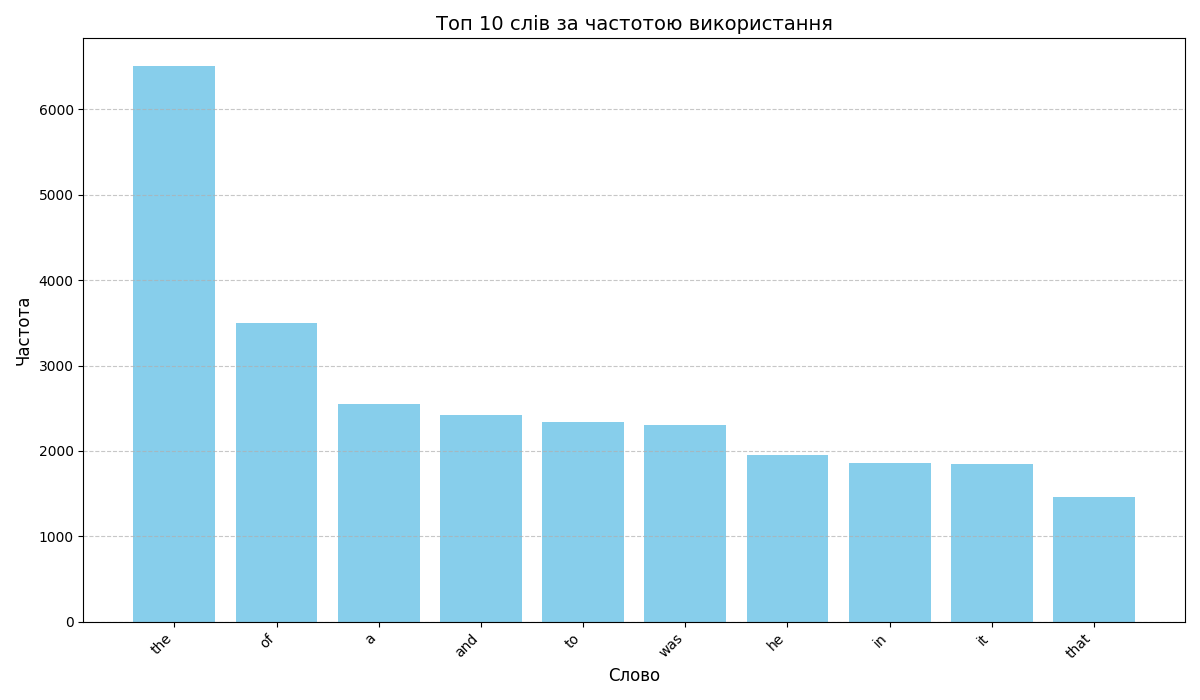 Топ 10 слів за частотою використання
Частота
6000
5000
4000
3000
2000
1000
0
the
of
a
and
to
was
he
in
it
that
Слово